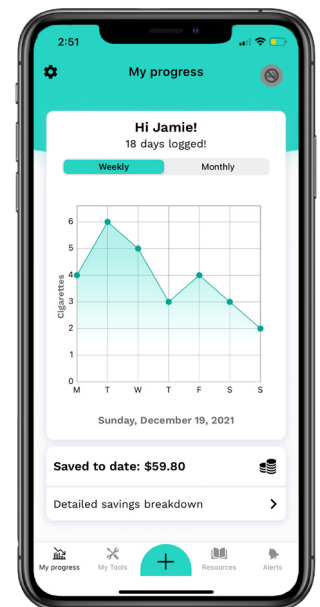 2:51
My progress
Hi Jamie!
18 days logged!
Weekly Monthly
6
5
4
3
2
1
0
Cigarettes
M T W T F S S
Sunday, December 19, 2021
Saved to date: $59.80
Detailed savings breakdown
My progress My Tools + Resources Alerts